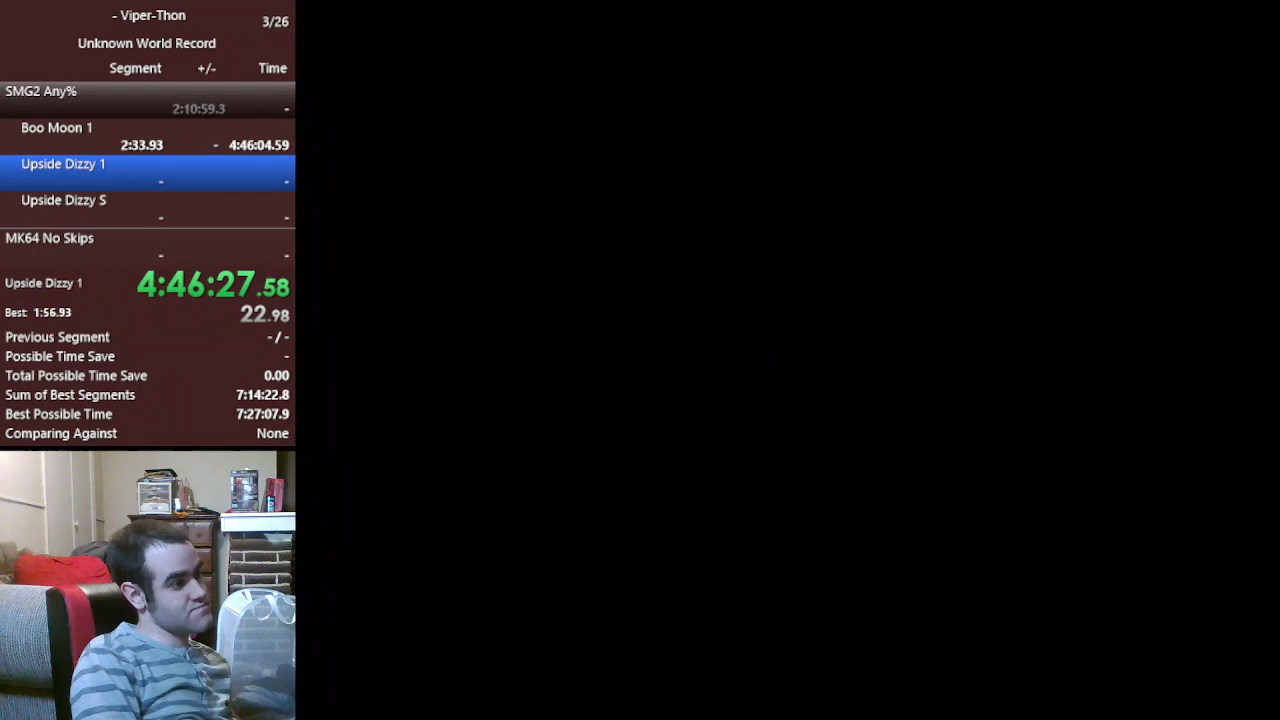 - Viper-Thon
3/26
Unknown World Record
Segment +/- Time
SMG2 Any%
2:10:59.3 -
Boo Moon 1
2:33.93 - 4:46:04.59
Upside Dizzy 1
- -
Upside Dizzy S
- -
MK64 No Skips
- -
Upside Dizzy 1 4:46:27.58
Best: 1:56.93 22.98
Previous Segment - / -
Possible Time Save -
Total Possible Time Save 0.00
Sum of Best Segments 7:14:22.8
Best Possible Time 7:27:07.9
Comparing Against None